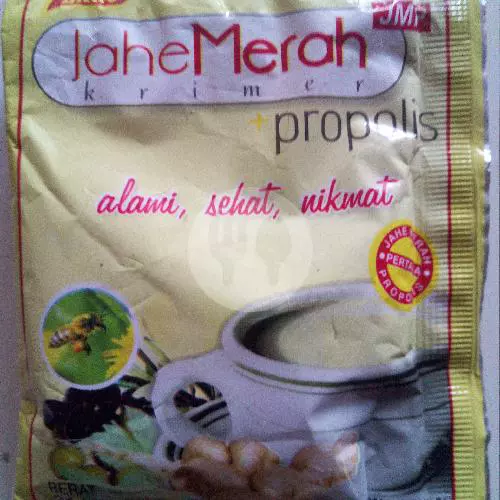 JMP
JaheMerah
krimer
+propolis
alami, sehat, nikmat
JAHE MERAH
PERTAMA
PROPOLIS
BERAT